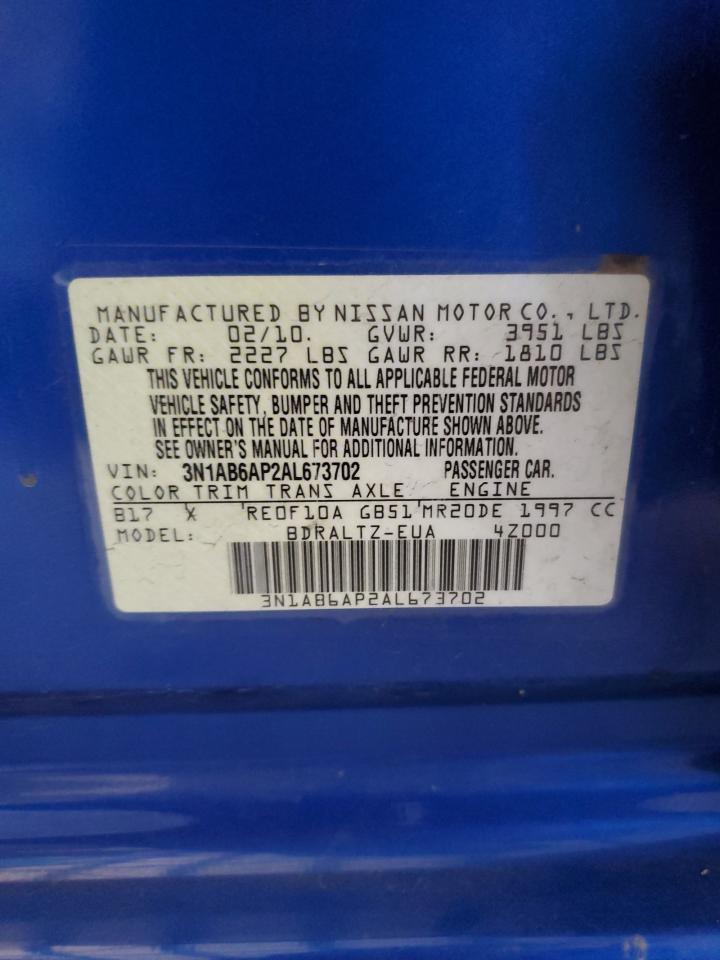 MANUFACTURED BY NISSAN MOTOR CO., LTD.
DATE: 02/10. GVWR: 3951 LBS
GAWR FR: 2227 LBS GAWR RR: 1810 LBS
THIS VEHICLE CONFORMS TO ALL APPLICABLE FEDERAL MOTOR
VEHICLE SAFETY, BUMPER AND THEFT PREVENTION STANDARDS
IN EFFECT ON THE DATE OF MANUFACTURE SHOWN ABOVE.
SEE OWNER'S MANUAL FOR ADDITIONAL INFORMATION.
VIN: 3N1AB6AP2AL673702 PASSENGER CAR.
COLOR TRIM TRANS AXLE ENGINE
B17 X RE0F10A GB51 MR20DE 1997 CC
MODEL: BDRALTZ-EUA 4Z000
3N1AB6AP2AL673702